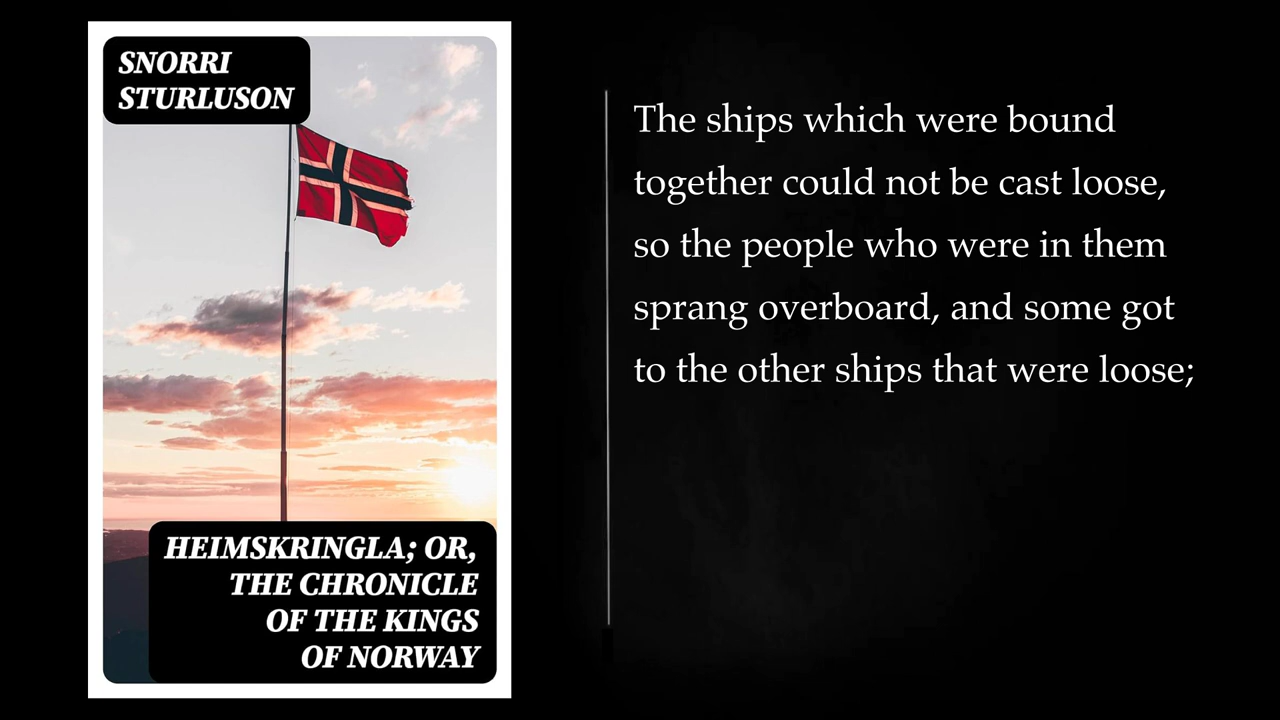 SNORRI
STURLUSON
HEIMSKRINGLA; OR,
THE CHRONICLE
OF THE KINGS
OF NORWAY
The ships which were bound
together could not be cast loose,
so the people who were in them
sprang overboard, and some got
to the other ships that were loose;